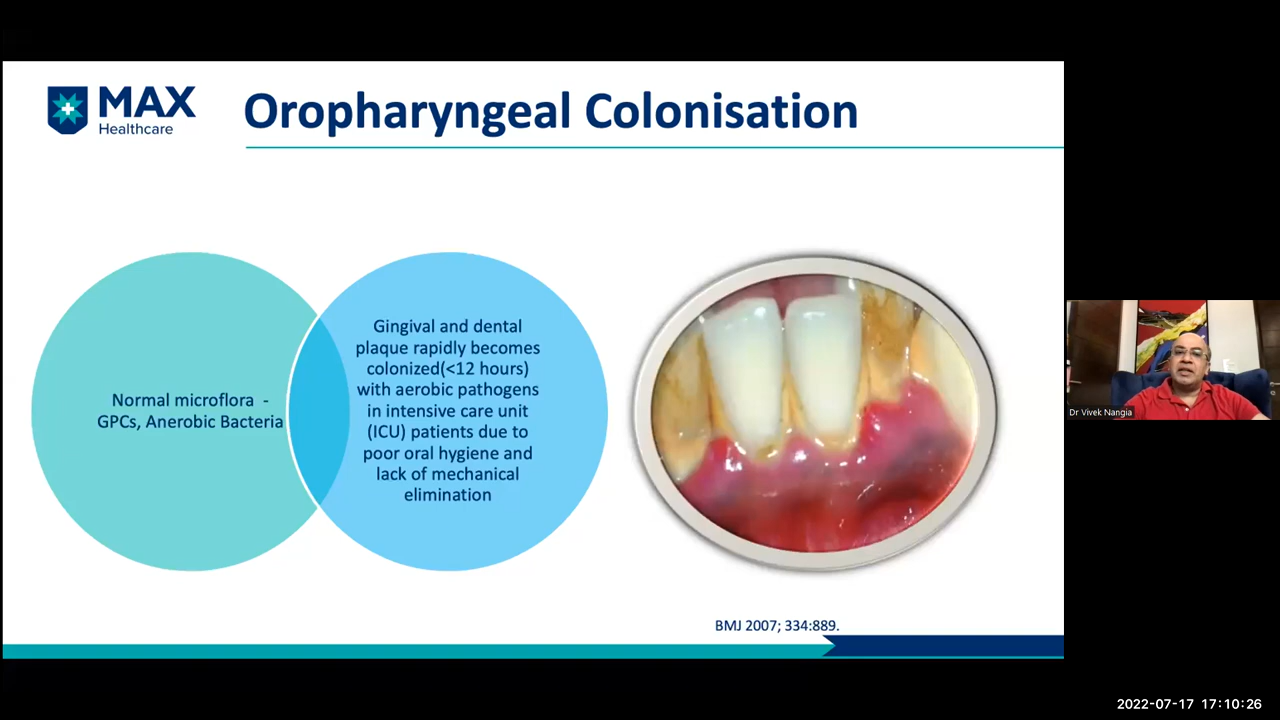 MAX
Healthcare
Oropharyngeal Colonisation
Normal microflora -
GPCs, Anerobic Bacteria
Gingival and dental
plaque rapidly becomes
colonized(<12 hours)
with aerobic pathogens
in intensive care unit
(ICU) patients due to
poor oral hygiene and
lack of mechanical
elimination
BMJ 2007; 334:889.
Dr Vivek Nangia
2022-07-17 17:10:26